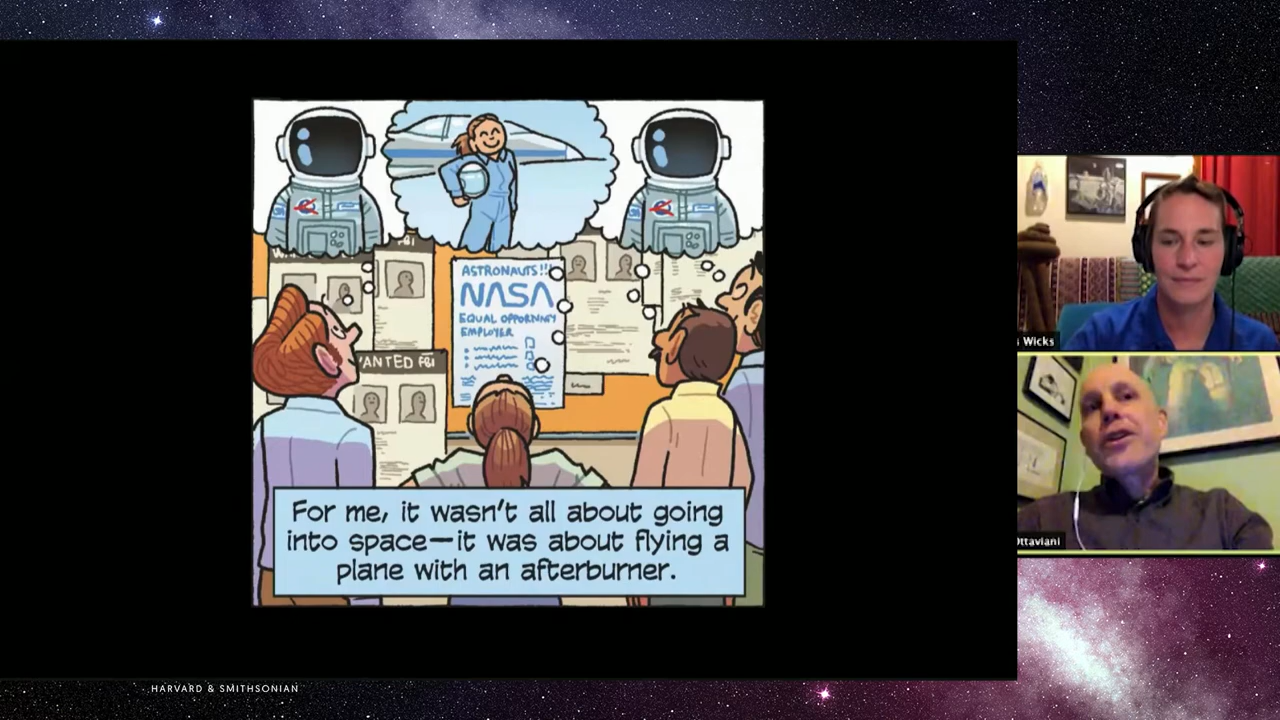 FBI
ASTRONAUTS!!
NASA
EQUAL OPPORNNEY
EMPLOYER
WANTED FBI
For me, it wasn't all about going
into space—it was about flying a
plane with an afterburner.
s Wicks
Ottaviani
HARVARD & SMITHSONIAN